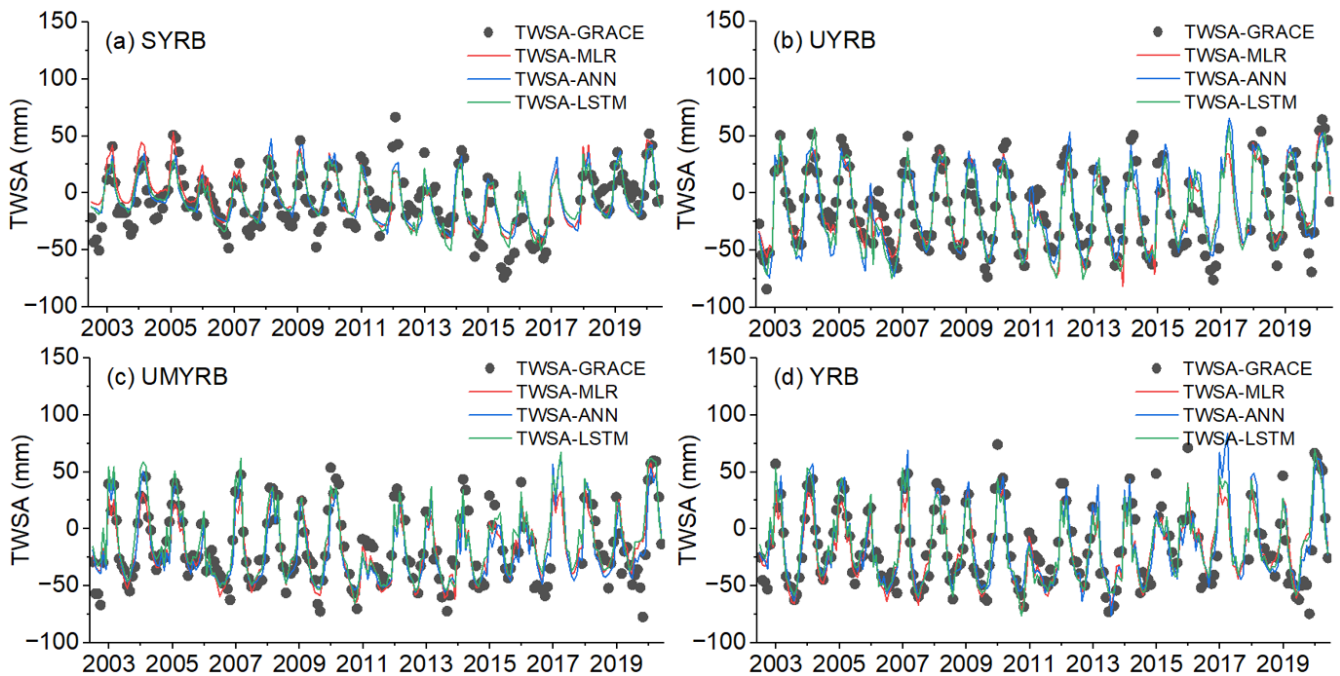 150
100
50
0
−50
−100
TWSA (mm)
(a) SYRB
TWSA-GRACE
TWSA-MLR
TWSA-ANN
TWSA-LSTM
2003 2005 2007 2009 2011 2013 2015 2017 2019
150
100
50
0
−50
−100
TWSA (mm)
(b) UYRB
TWSA-GRACE
TWSA-MLR
TWSA-ANN
TWSA-LSTM
2003 2005 2007 2009 2011 2013 2015 2017 2019
150
100
50
0
−50
−100
TWSA (mm)
(c) UMYRB
TWSA-GRACE
TWSA-MLR
TWSA-ANN
TWSA-LSTM
2003 2005 2007 2009 2011 2013 2015 2017 2019
150
100
50
0
−50
−100
TWSA (mm)
(d) YRB
TWSA-GRACE
TWSA-MLR
TWSA-ANN
TWSA-LSTM
2003 2005 2007 2009 2011 2013 2015 2017 2019